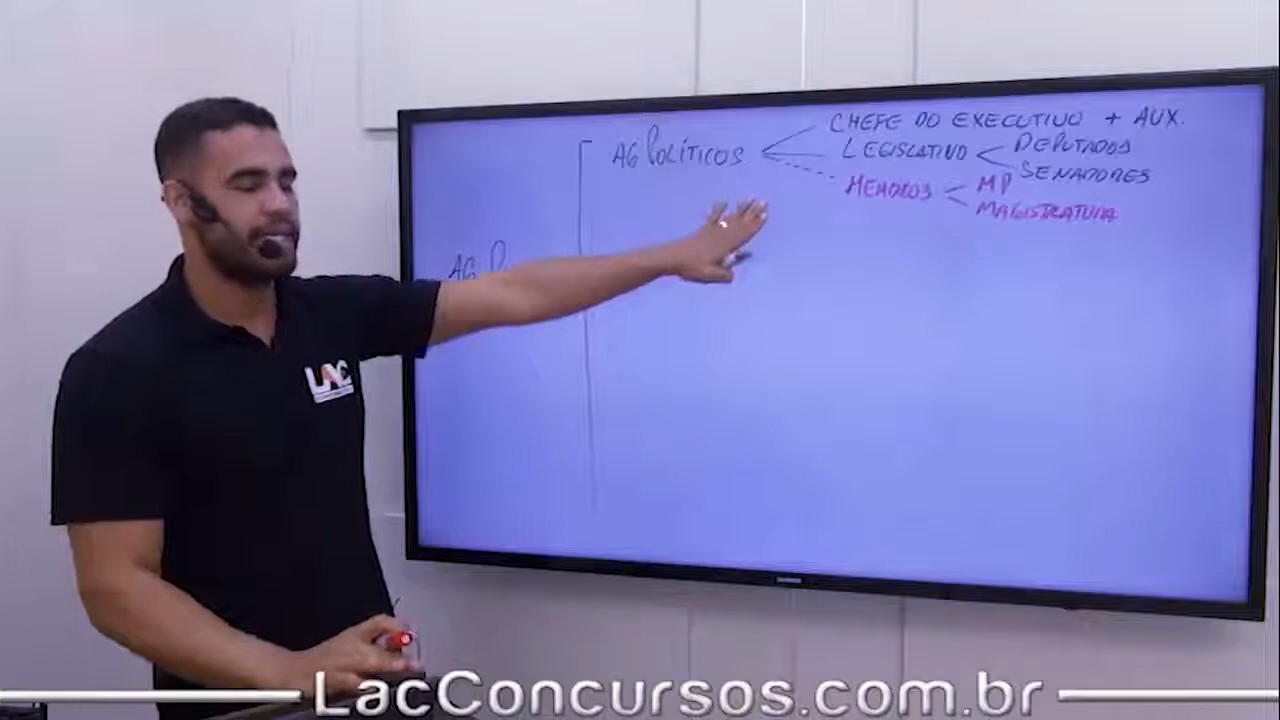 CHEFE DO EXECUTIVO + AUX.
AG POLÍTICOS
LEGISLATIVO
DEPUTADOS
SENADORES
MEMBROS
MP
MAGISTRATURA
AG
LAC
LacConcursos.com.br